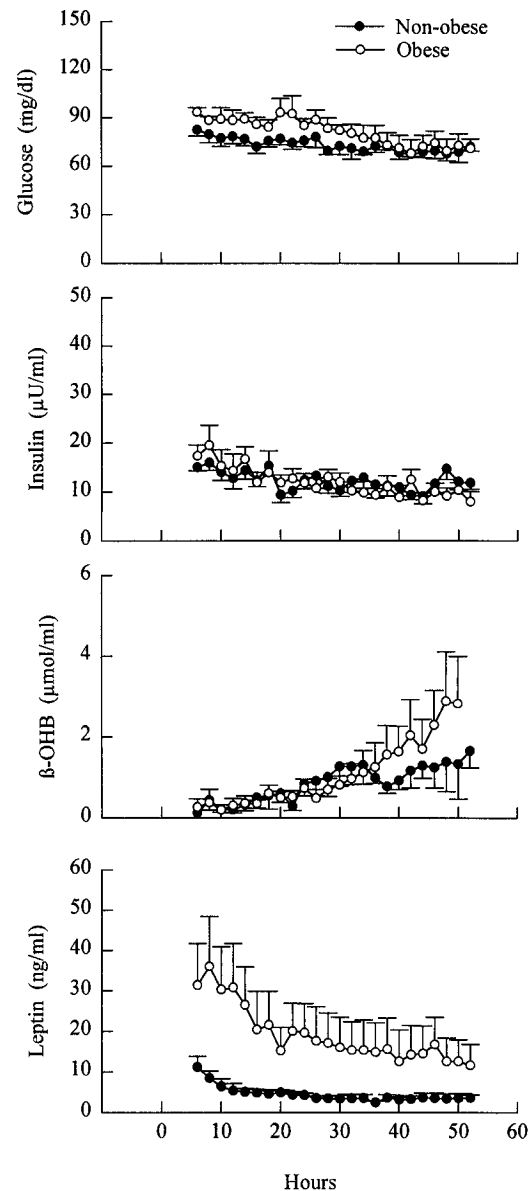 Non-obese
Obese
150
120
90
60
30
0
Glucose (mg/dl)
50
40
30
20
10
0
Insulin (µU/ml)
6
4
2
0
ß-OHB (µmol/ml)
60
50
40
30
20
10
0
Leptin (ng/ml)
0 10 20 30 40 50 60
Hours